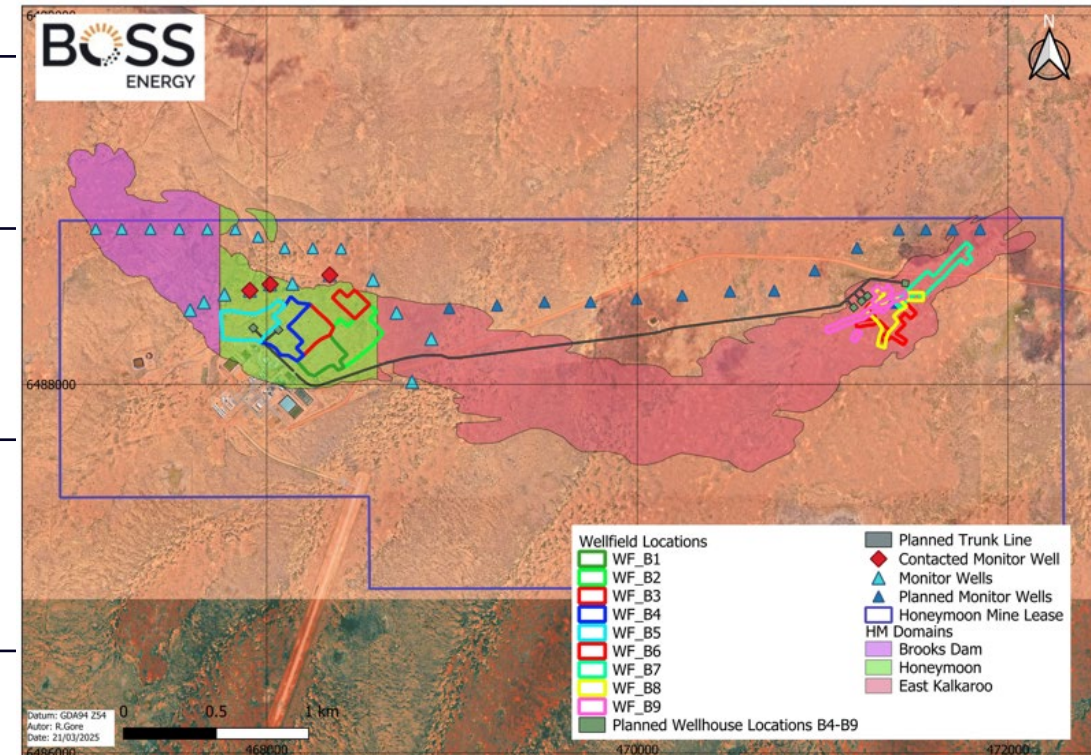 6490000
BOSS
ENERGY
N
6488000
Wellfield Locations
WF_B1
WF_B2
WF_B3
WF_B4
WF_B5
WF_B6
WF_B7
WF_B8
WF_B9
Planned Wellhouse Locations B4-B9
Planned Trunk Line
Contacted Monitor Well
Monitor Wells
Planned Monitor Wells
Honeymoon Mine Lease
HM Domains
Brooks Dam
Honeymoon
East Kalkaroo
Datum: GDA94 Z54
Autor: R.Gore
Date: 21/03/2025
0 0.5 1 km
6486000
468000
470000
472000